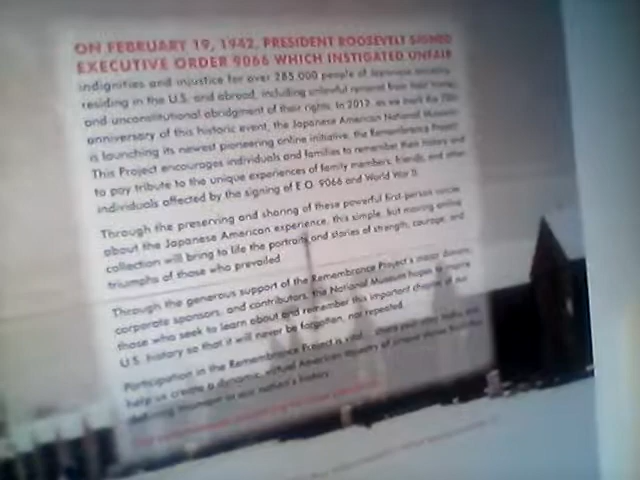 ON FEBRUARY 19, 1942, PRESIDENT ROOSEVELT SIGNED
EXECUTIVE ORDER 9066 WHICH INSTIGATED UNFAIR
indignities and injustice for over 285,000 people of Japanese ancestry
residing in the U.S. and abroad, including unlawful removal from their homes
and unconstitutional abridgment of their rights. In 2012, as we mark the 70th
anniversary of this historic event, the Japanese American National Museum
is launching its newest pioneering online initiative, the Remembrance Project.
This Project encourages individuals and families to remember their history and
to pay tribute to the unique experiences of family members, friends, and other
individuals affected by the signing of E.O. 9066 and World War II.
Through the preserving and sharing of these powerful first-person voices
about the Japanese American experience, this simple, but moving online
collection will bring to life the portraits and stories of strength, courage, and
triumphs of those who prevailed.
Through the generous support of the Remembrance Project's major donors,
corporate sponsors, and contributors, the National Museum hopes to inspire
those who seek to learn about and remember this important chapter of our
U.S. history so that it will never be forgotten, nor repeated.
Participation in the Remembrance Project is vital
help us create a dynamic, virtual American tapestry of
in our nation's history.